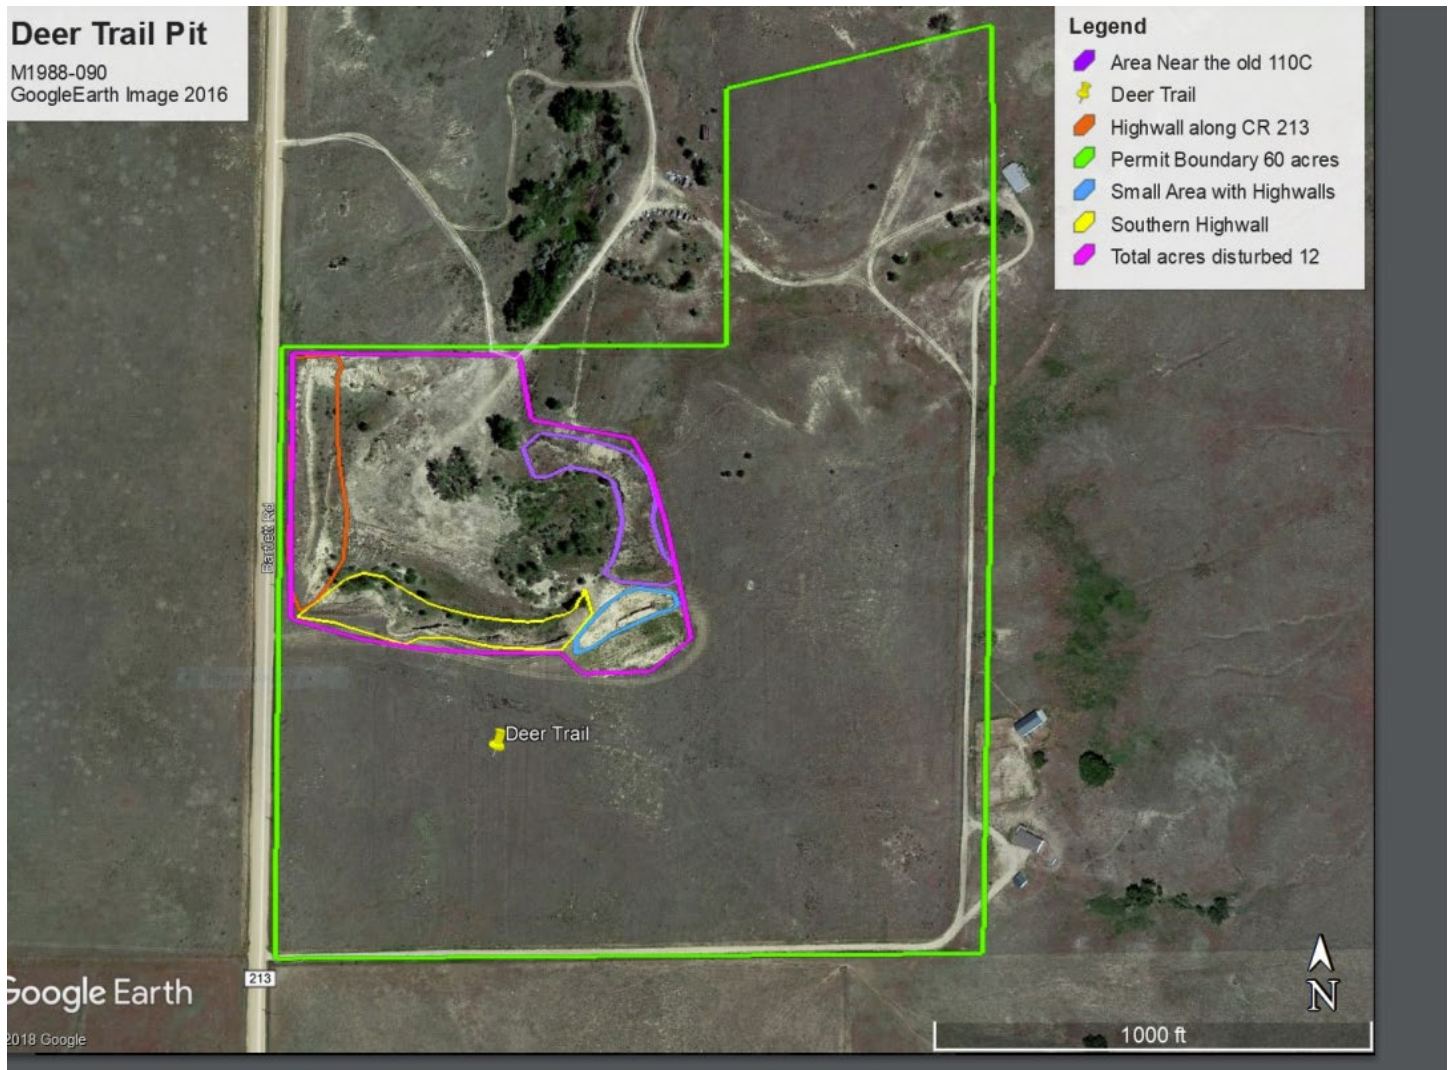 Deer Trail Pit
M1988-090
GoogleEarth Image 2016
Legend
Area Near the old 110C
Deer Trail
Highwall along CR 213
Permit Boundary 60 acres
Small Area with Highwalls
Southern Highwall
Total acres disturbed 12
Bartlett Rd
Deer Trail
213
Google Earth
2018 Google
N
1000 ft